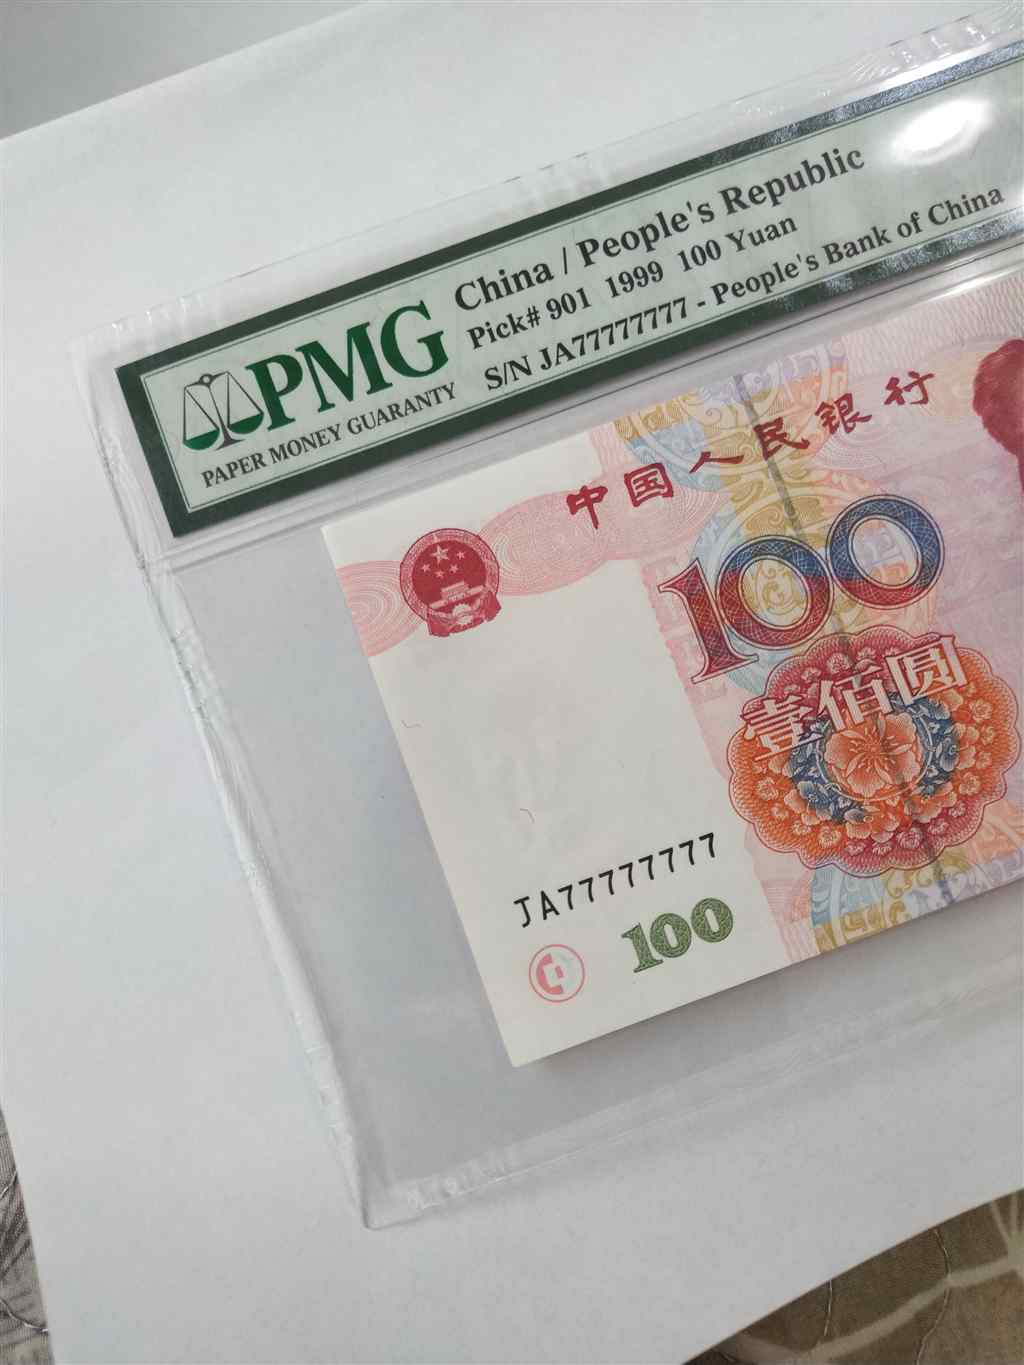 PMG
PAPER MONEY GUARANTY
China / People's Republic
Pick# 901 1999 100 Yuan
S/N JA77777777 - People's Bank of China
中国人民银行
100
壹佰圆
JA77777777
100